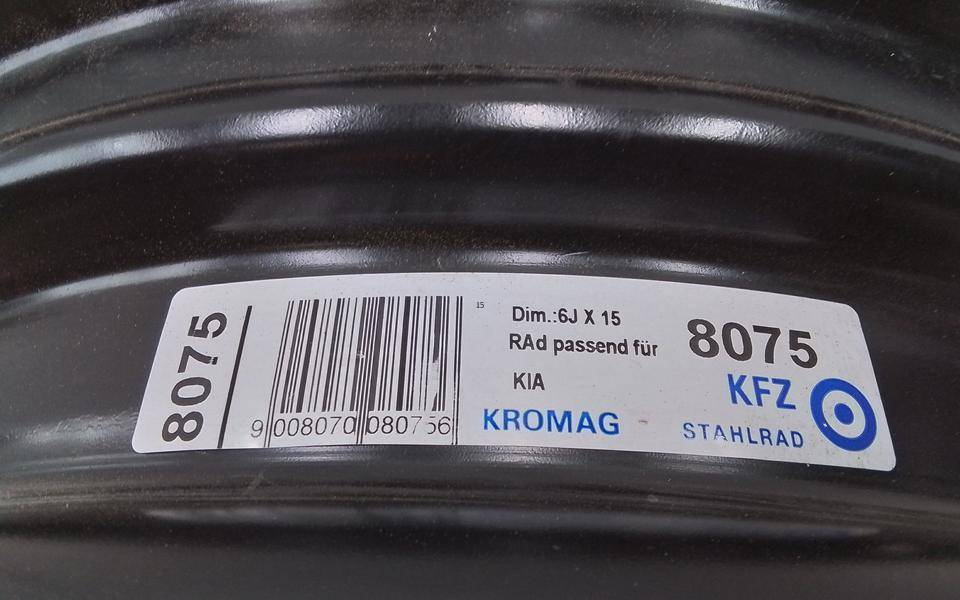 8075
9 008070 080756
15
Dim.:6J X 15
RAd passend für
KIA
KROMAG
8075
KFZ
STAHLRAD